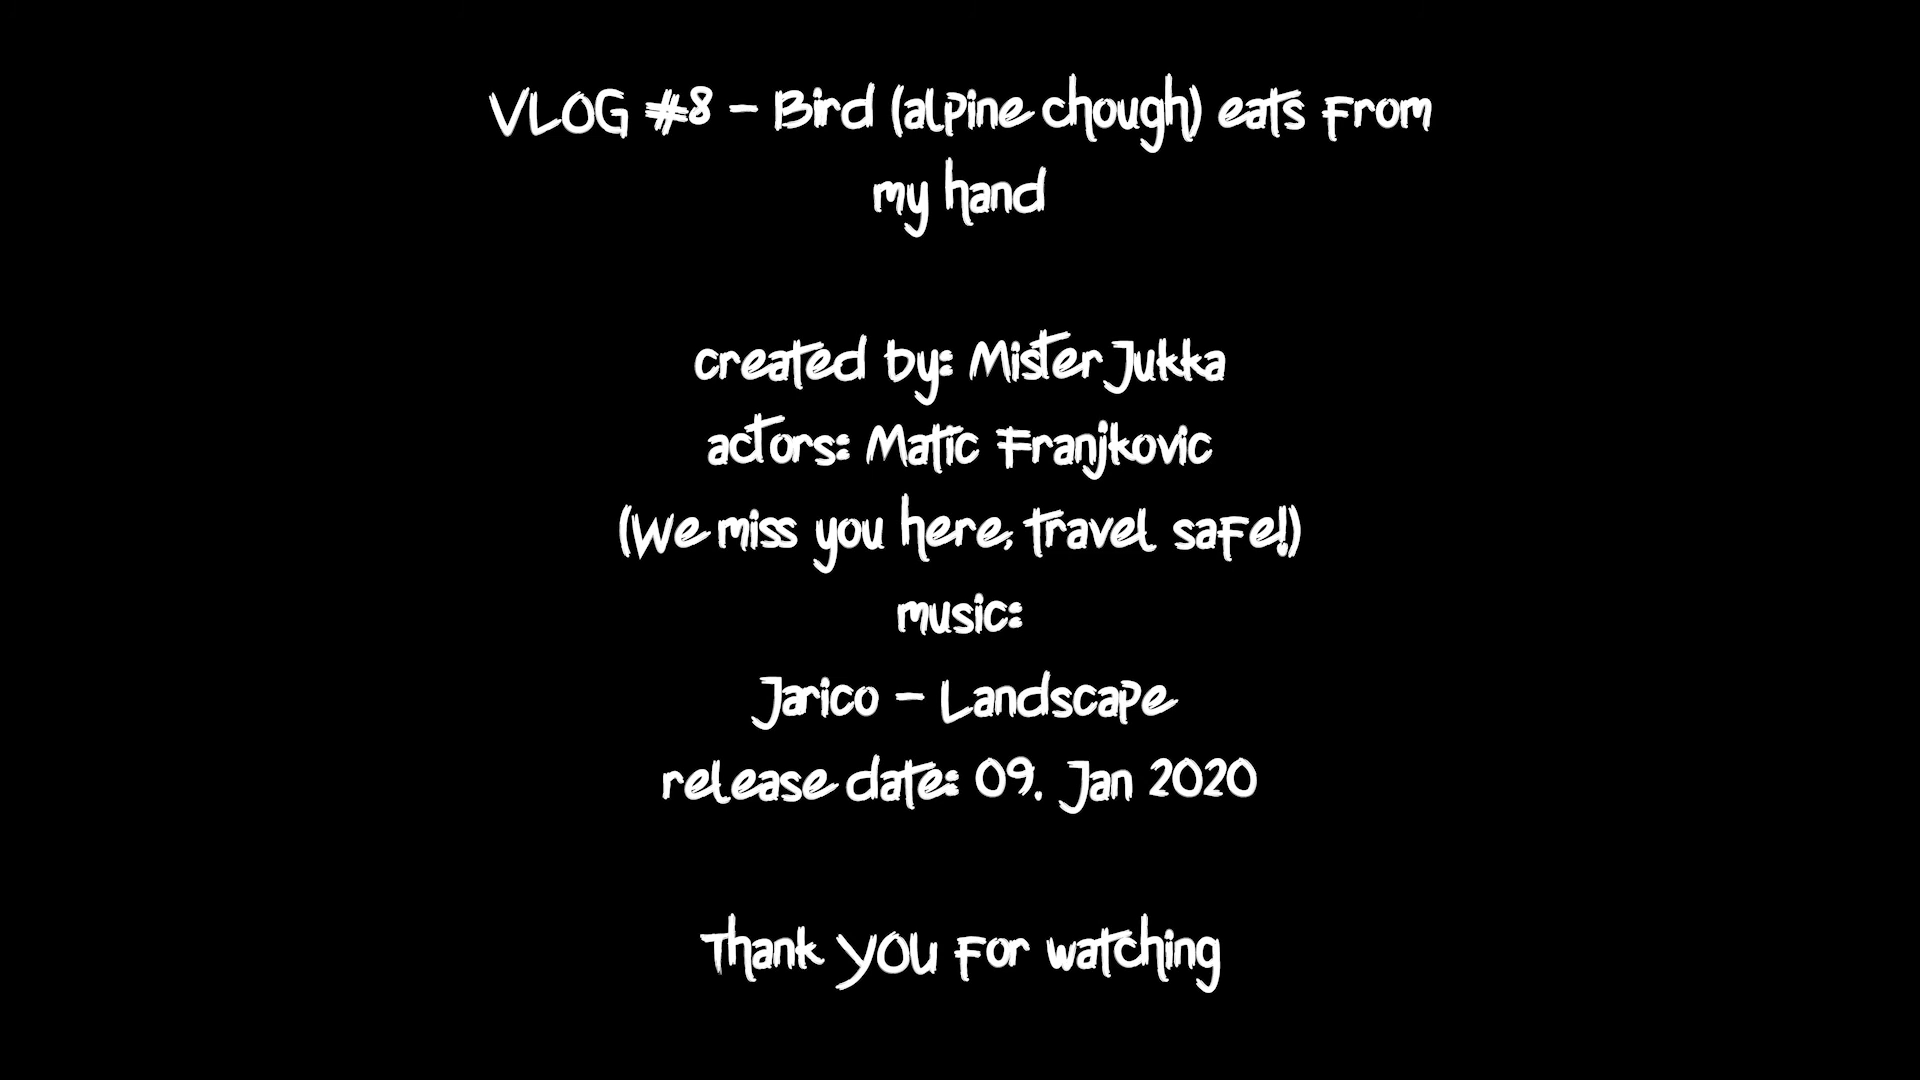 VLOG #8 - Bird (alpine chough) eats from
my hand
created by: Mister Jukka
actors: Matic Franjkovic
(We miss you here, travel safe!)
music:
Jarico - Landscape
release date: 09. Jan 2020
Thank YOU for watching